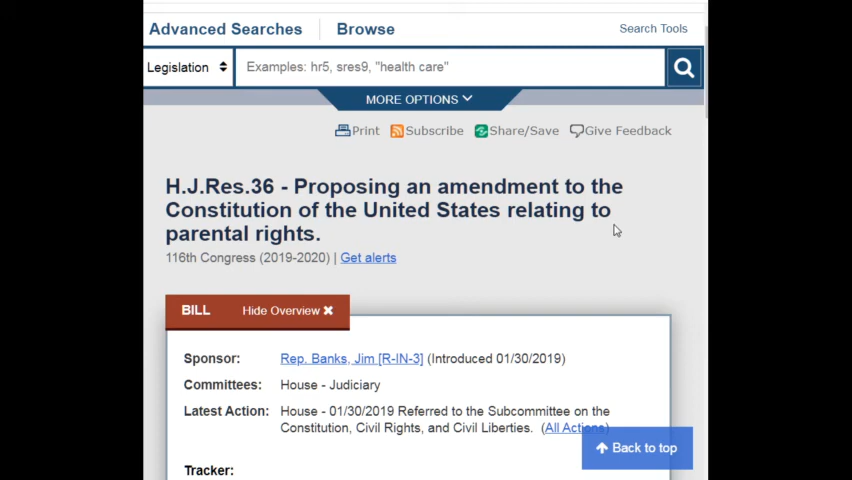 Advanced Searches Browse Search Tools
Legislation Examples: hr5, sres9, "health care"
MORE OPTIONS
Print Subscribe Share/Save Give Feedback
H.J.Res.36 - Proposing an amendment to the
Constitution of the United States relating to
parental rights.
116th Congress (2019-2020) | Get alerts
BILL Hide Overview ✖
Sponsor: Rep. Banks, Jim [R-IN-3] (Introduced 01/30/2019)
Committees: House - Judiciary
Latest Action: House - 01/30/2019 Referred to the Subcommittee on the
Constitution, Civil Rights, and Civil Liberties. (All Actions)
Back to top
Tracker: